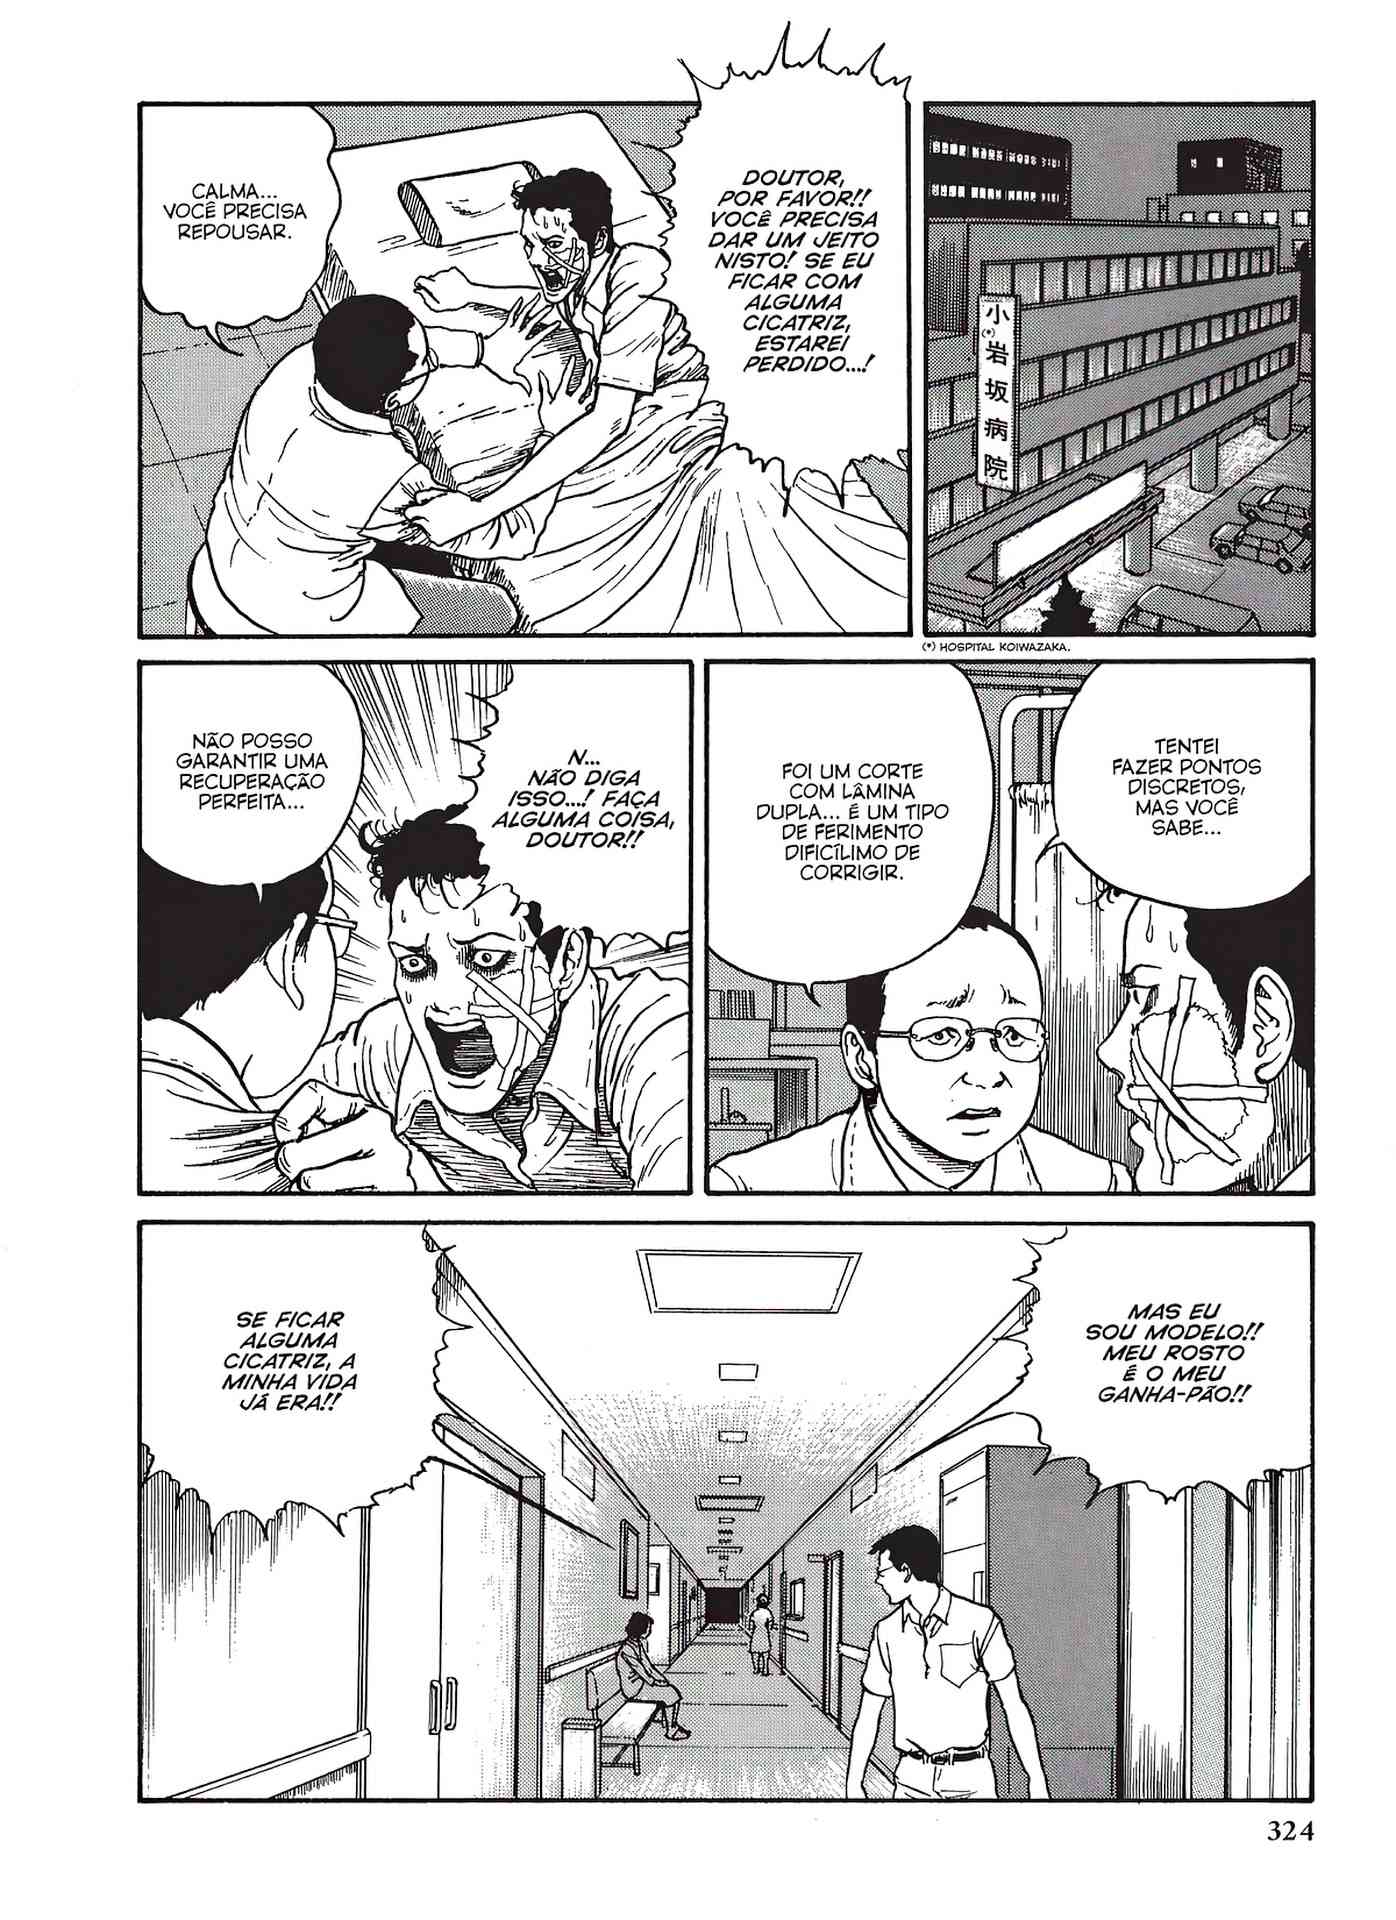 小
(*)
岩
坂
病
院
(*) HOSPITAL KOIWAZAKA.
DOUTOR,
POR FAVOR!!
VOCÊ PRECISA
DAR UM JEITO
NISTO! SE EU
FICAR COM
ALGUMA
CICATRIZ,
ESTAREI
PERDIDO...!
CALMA...
VOCÊ PRECISA
REPOUSAR.
TENTEI
FAZER PONTOS
DISCRETOS,
MAS VOCÊ
SABE...
FOI UM CORTE
COM LÂMINA
DUPLA... É UM TIPO
DE FERIMENTO
DIFICÍLIMO DE
CORRIGIR.
N...
NÃO DIGA
ISSO...! FAÇA
ALGUMA COISA,
DOUTOR!!
NÃO POSSO
GARANTIR UMA
RECUPERAÇÃO
PERFEITA...
MAS EU
SOU MODELO!!
MEU ROSTO
É O MEU
GANHA-PÃO!!
SE FICAR
ALGUMA
CICATRIZ, A
MINHA VIDA
JÁ ERA!!
324